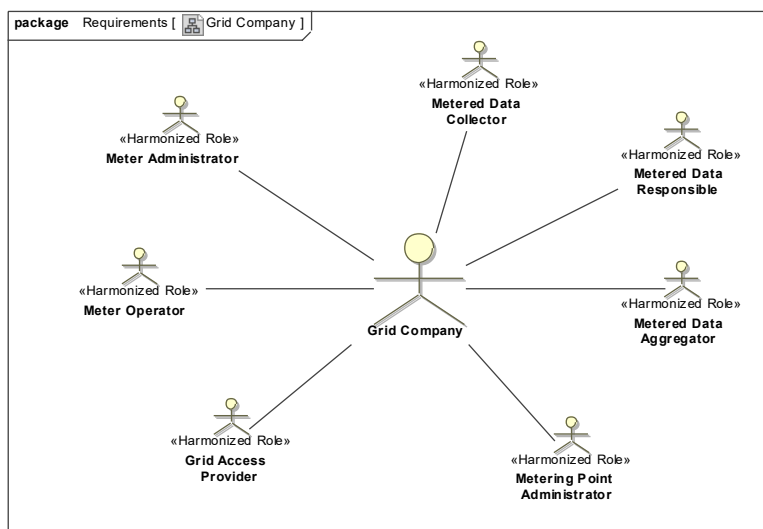 package Requirements [ Grid Company ]
«Harmonized Role»
Metered Data
Collector
«Harmonized Role»
Meter Administrator
«Harmonized Role»
Metered Data
Responsible
«Harmonized Role»
Meter Operator
Grid Company
«Harmonized Role»
Metered Data
Aggregator
«Harmonized Role»
Grid Access
Provider
«Harmonized Role»
Metering Point
Administrator